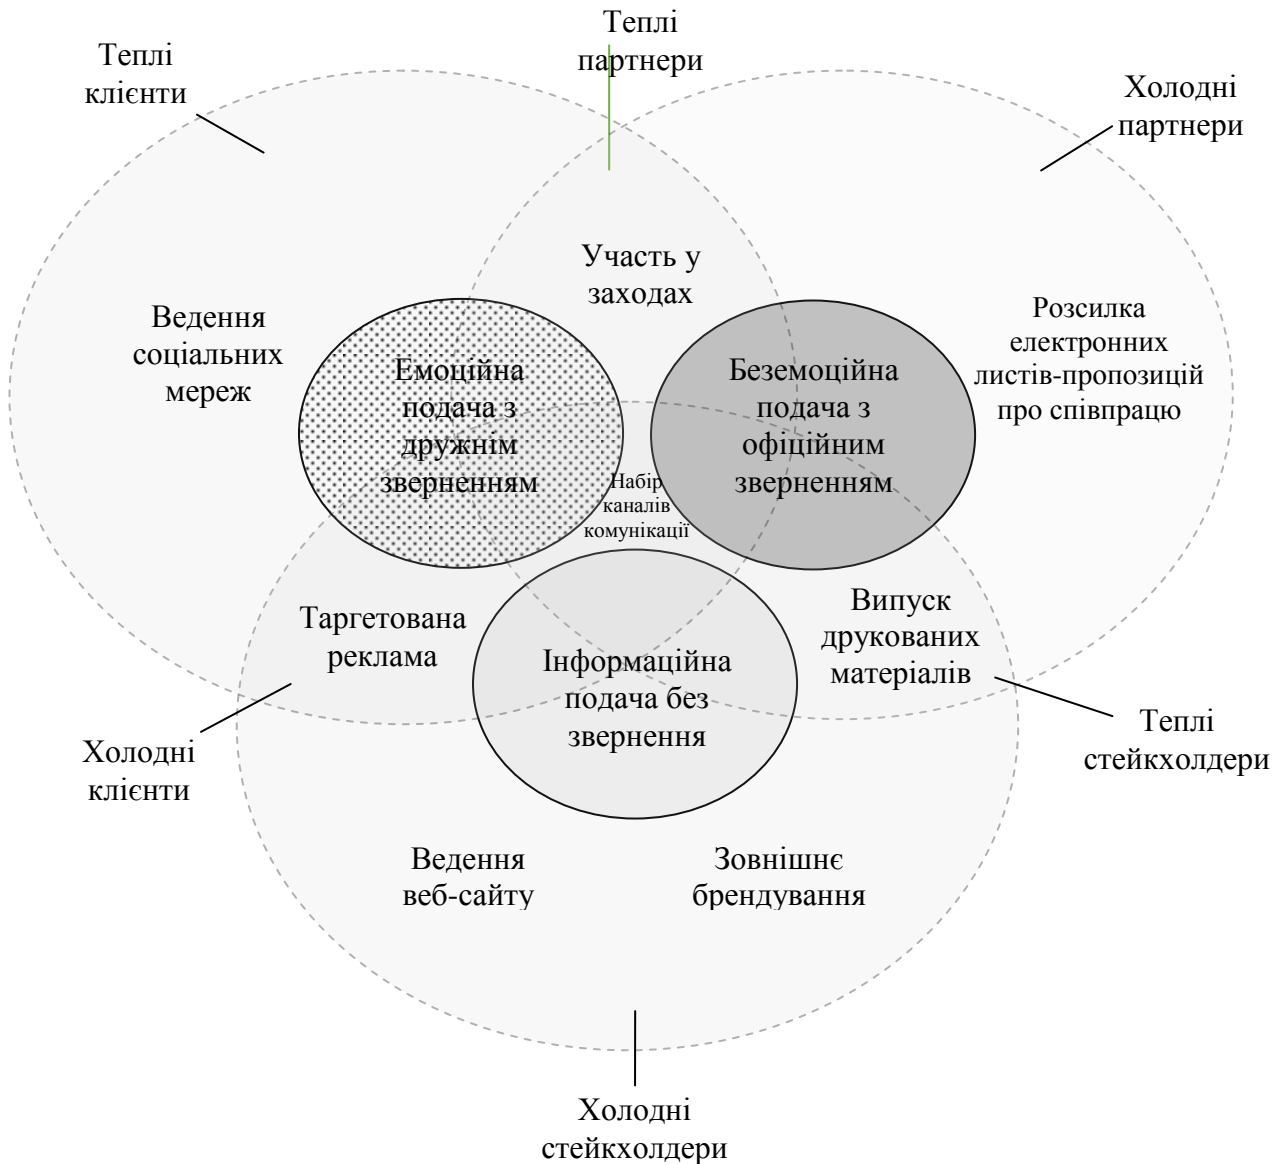 Теплі
партнери
Теплі
клієнти
Холодні
партнери
Участь у
заходах
Ведення
соціальних
мереж
Розсилка
електронних
листів-пропозицій
про співпрацю
Емоційна
подача з
дружнім
зверненням
Беземоційна
подача з
офіційним
зверненням
Набір
каналів
комунікації
Таргетована
реклама
Випуск
друкованих
матеріалів
Інформаційна
подача без
звернення
Холодні
клієнти
Теплі
стейкхолдери
Ведення
веб-сайту
Зовнішнє
брендування
Холодні
стейкхолдери